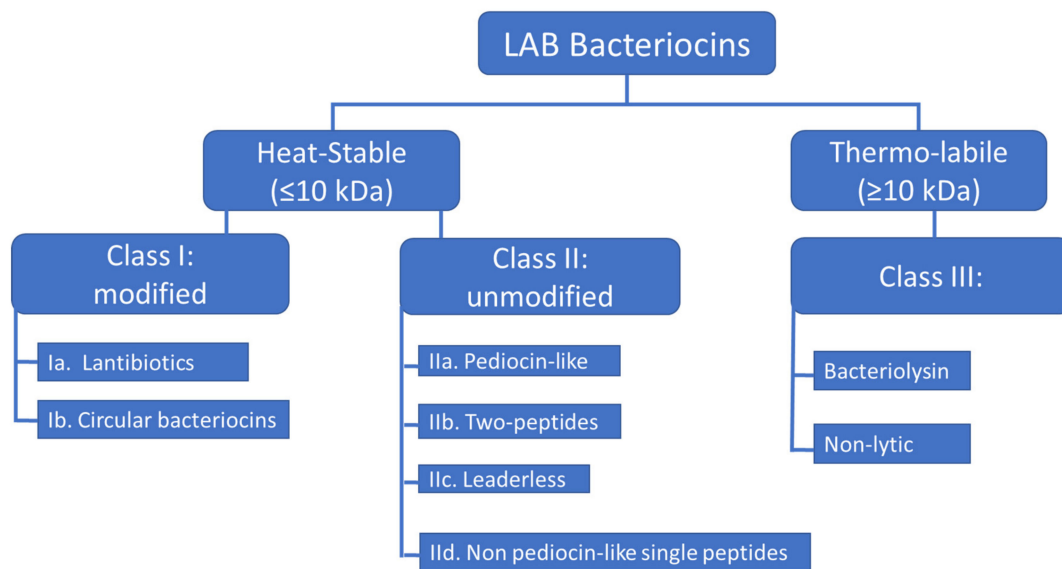 LAB Bacteriocins
Heat-Stable
(≤10 kDa)
Thermo-labile
(≥10 kDa)
Class I:
modified
Class II:
unmodified
Class III:
Ia. Lantibiotics
Ib. Circular bacteriocins
IIa. Pediocin-like
IIb. Two-peptides
IIc. Leaderless
IId. Non pediocin-like single peptides
Bacteriolysin
Non-lytic